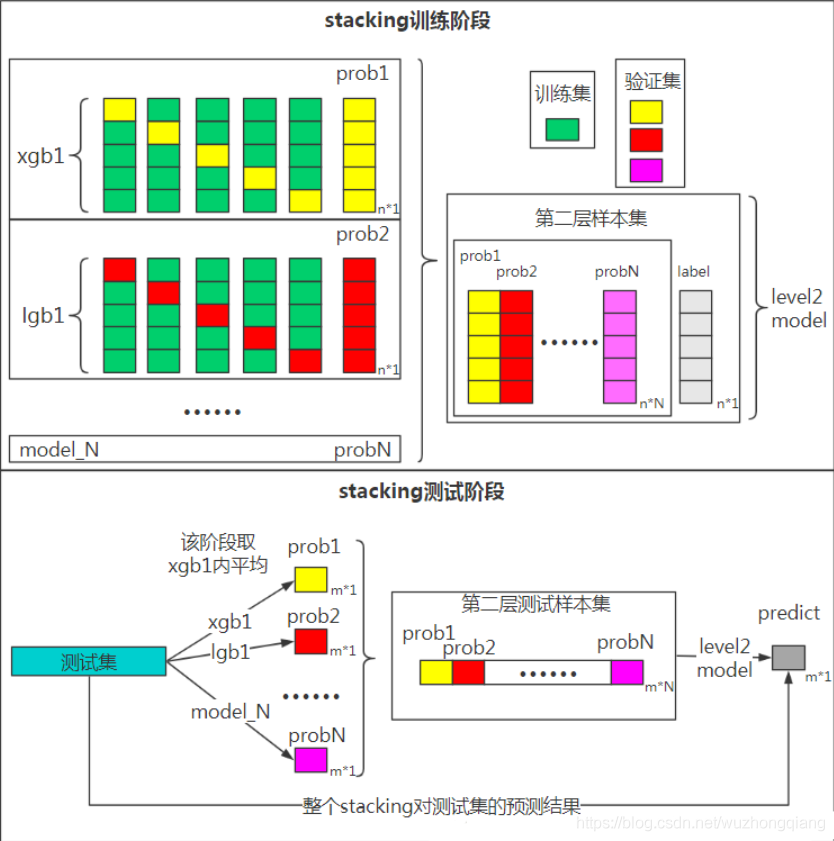 stacking训练阶段
prob1
xgb1
n*1
prob2
lgb1
n*1
······
model_N
probN
训练集
验证集
第二层样本集
prob1
prob2
probN
label
······
n*N
n*1
level2
model
stacking测试阶段
该阶段取
xgb1内平均
prob1
m*1
xgb1
prob2
m*1
lgb1
测试集
······
model_N
probN
m*1
第二层测试样本集
prob1
prob2
probN
······
m*N
level2
model
predict
m*1
整个stacking对测试集的预测结果
https://blog.csdn.net/wuzhongqiang